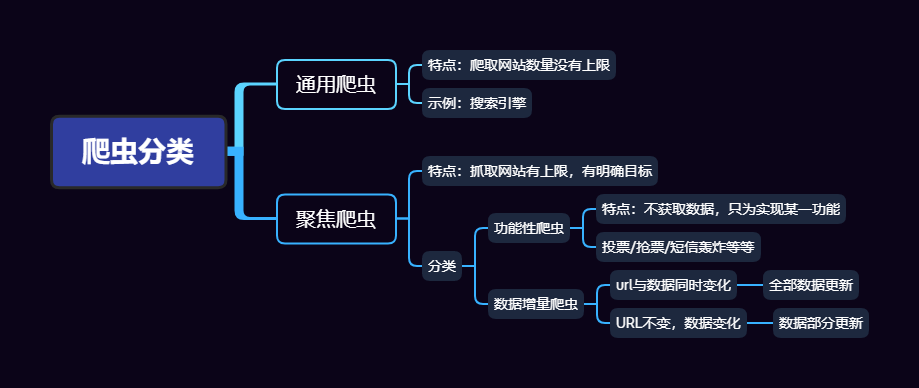 爬虫分类
通用爬虫
特点：爬取网站数量没有上限
示例：搜索引擎
聚焦爬虫
特点：抓取网站有上限，有明确目标
分类
功能性爬虫
特点：不获取数据，只为实现某一功能
投票/抢票/短信轰炸等等
数据增量爬虫
url与数据同时变化
全部数据更新
URL不变，数据变化
数据部分更新